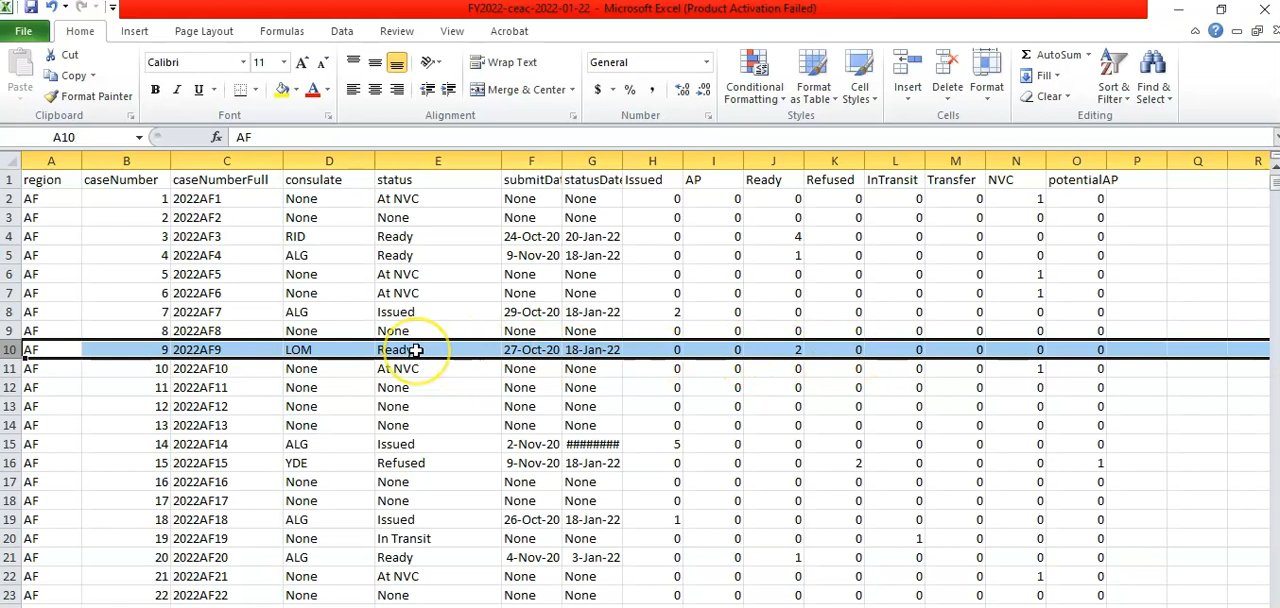 FY2022-ceac-2022-01-22 - Microsoft Excel (Product Activation Failed)
File Home Insert Page Layout Formulas Data Review View Acrobat
Cut Calibri 11 Wrap Text General AutoSum
Copy Fill
Paste Format Painter Merge & Center Conditional Formatting Format as Table Cell Styles Insert Delete Format Clear Sort & Filter Find & Select
Clipboard Font Alignment Number Styles Cells Editing
A10 fx AF
A B C D E F G H I J K L M N O P Q R
1 region caseNumber caseNumberFull consulate status submitDat statusDate Issued AP Ready Refused InTransit Transfer NVC potentialAP
2 AF 1 2022AF1 None At NVC None None 0 0 0 0 0 0 1 0
3 AF 2 2022AF2 None None None None 0 0 0 0 0 0 0 0
4 AF 3 2022AF3 RID Ready 24-Oct-20 20-Jan-22 0 0 4 0 0 0 0 0
5 AF 4 2022AF4 ALG Ready 9-Nov-20 18-Jan-22 0 0 1 0 0 0 0 0
6 AF 5 2022AF5 None At NVC None None 0 0 0 0 0 0 1 0
7 AF 6 2022AF6 None At NVC None None 0 0 0 0 0 0 1 0
8 AF 7 2022AF7 ALG Issued 29-Oct-20 18-Jan-22 2 0 0 0 0 0 0 0
9 AF 8 2022AF8 None None None None 0 0 0 0 0 0 0 0
10 AF 9 2022AF9 LOM Ready 27-Oct-20 18-Jan-22 0 0 2 0 0 0 0 0
11 AF 10 2022AF10 None At NVC None None 0 0 0 0 0 0 1 0
12 AF 11 2022AF11 None None None None 0 0 0 0 0 0 0 0
13 AF 12 2022AF12 None None None None 0 0 0 0 0 0 0 0
14 AF 13 2022AF13 None None None None 0 0 0 0 0 0 0 0
15 AF 14 2022AF14 ALG Issued 2-Nov-20 ######## 5 0 0 0 0 0 0 0
16 AF 15 2022AF15 YDE Refused 9-Nov-20 18-Jan-22 0 0 0 2 0 0 0 1
17 AF 16 2022AF16 None None None None 0 0 0 0 0 0 0 0
18 AF 17 2022AF17 None None None None 0 0 0 0 0 0 0 0
19 AF 18 2022AF18 ALG Issued 26-Oct-20 18-Jan-22 1 0 0 0 0 0 0 0
20 AF 19 2022AF19 None In Transit None None 0 0 0 0 1 0 0 0
21 AF 20 2022AF20 ALG Ready 4-Nov-20 3-Jan-22 0 0 1 0 0 0 0 0
22 AF 21 2022AF21 None At NVC None None 0 0 0 0 0 0 1 0
23 AF 22 2022AF22 None None None None 0 0 0 0 0 0 0 0